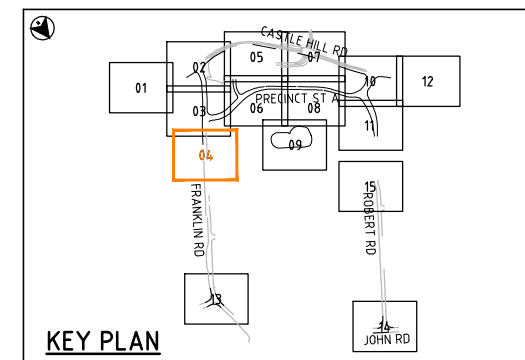 CASTLE HILL RD
05
07
02
10
12
01
PRECINCT ST A
03
06
08
11
09
04
15
FRANKLIN RD
ROBERT RD
13
14
JOHN RD
KEY PLAN